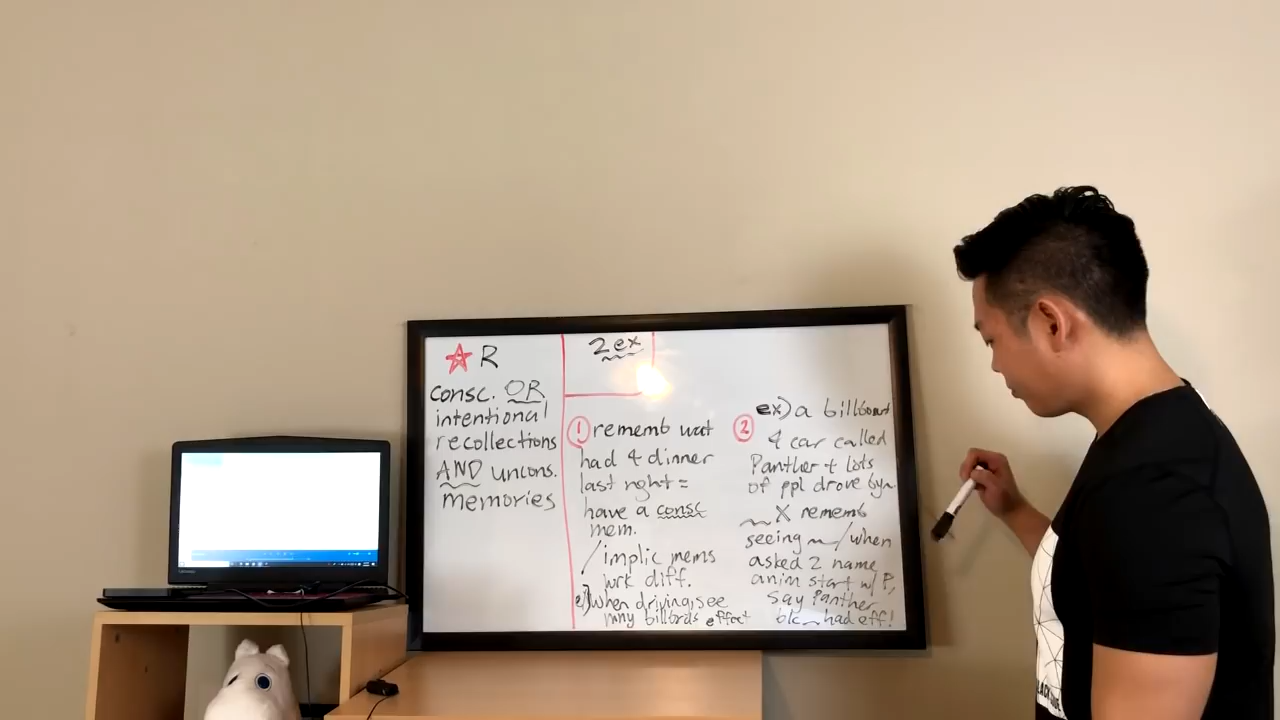 R
consc. OR
intentional
recollections
AND uncons.
memories
2 ex
1 rememb wat
had 4 dinner
last night =
have a consc
mem.
/ implic mems
wrk diff.
when driving, see
many billbords effect
2 ex) a billboard
4 car called
Panther + lots
of ppl drove by
X rememb
seeing / when
asked 2 name
anim start w/ P,
say Panther
b/c had eff!